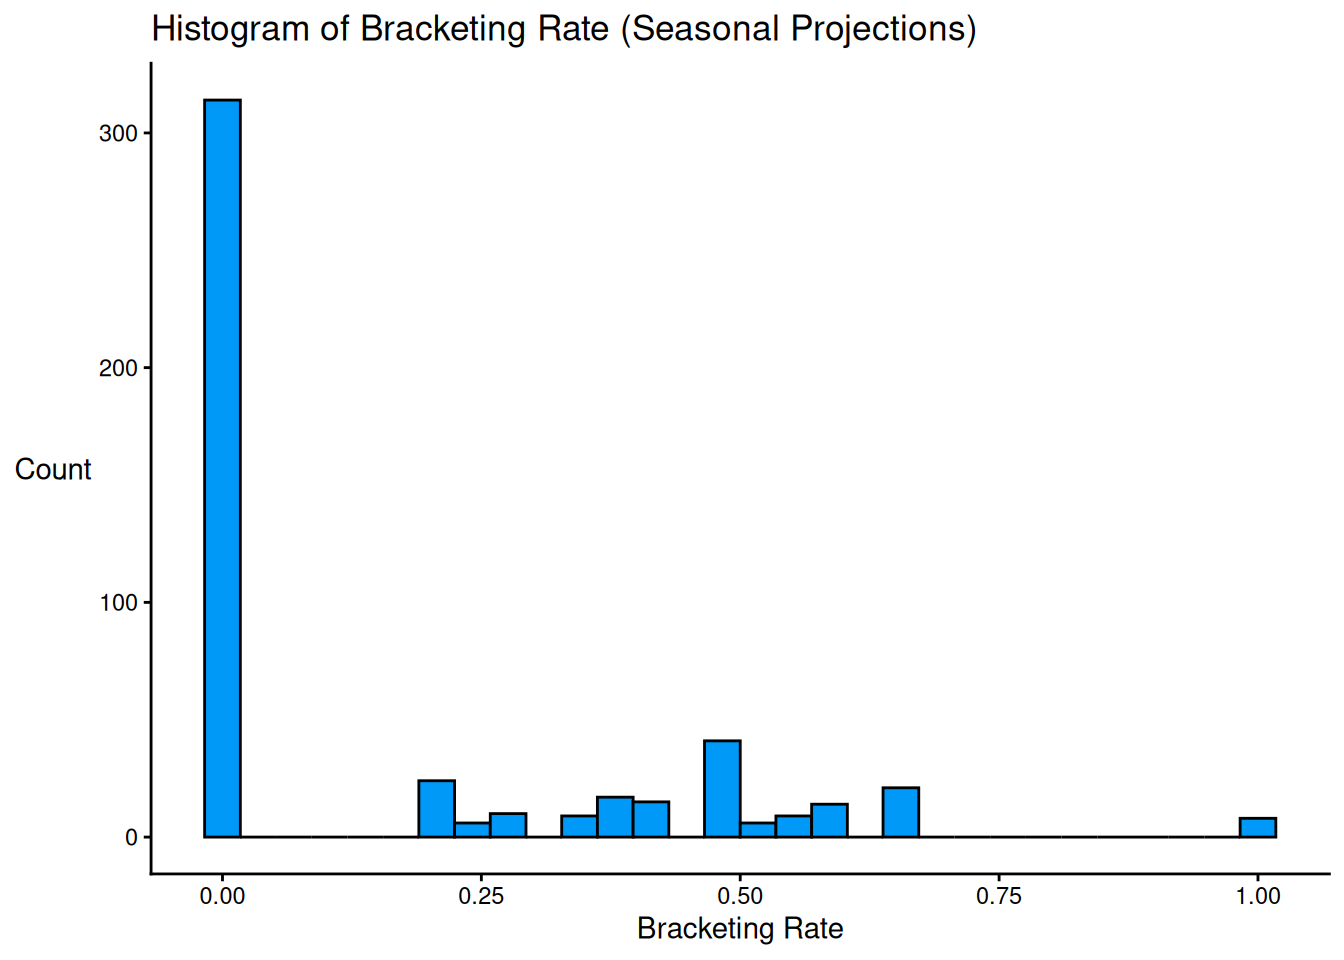 Histogram of Bracketing Rate (Seasonal Projections)
300
200
Count
100
0
0.00 0.25 0.50 0.75 1.00
Bracketing Rate